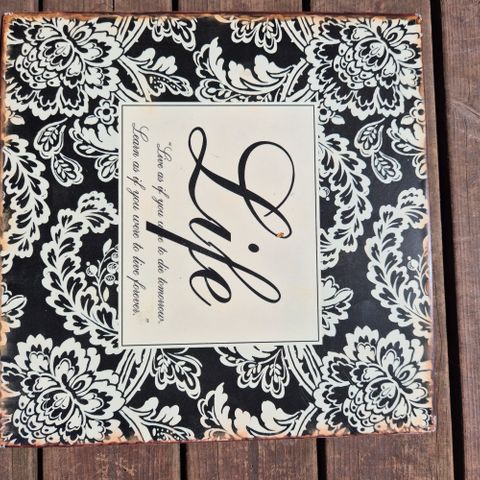 Life
"Live as if you were to die tomorrow.
Learn as if you were to live forever."